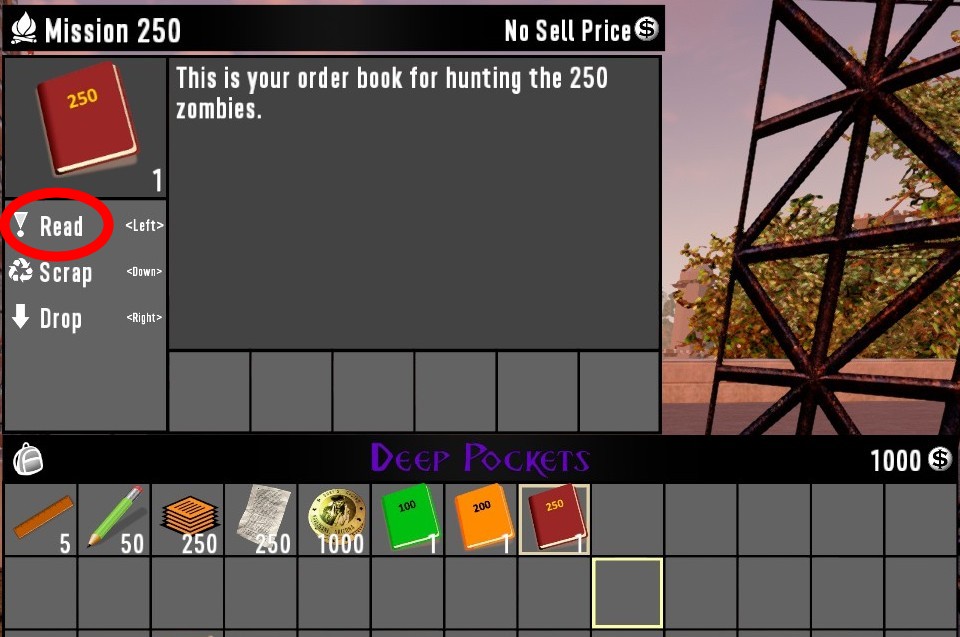 Mission 250
No Sell Price
This is your order book for hunting the 250
zombies.
250
1
Read <Left>
Scrap <Down>
Drop <Right>
Deep Pockets
1000
100
200
250
5
50
250
250
1000
1
1
1